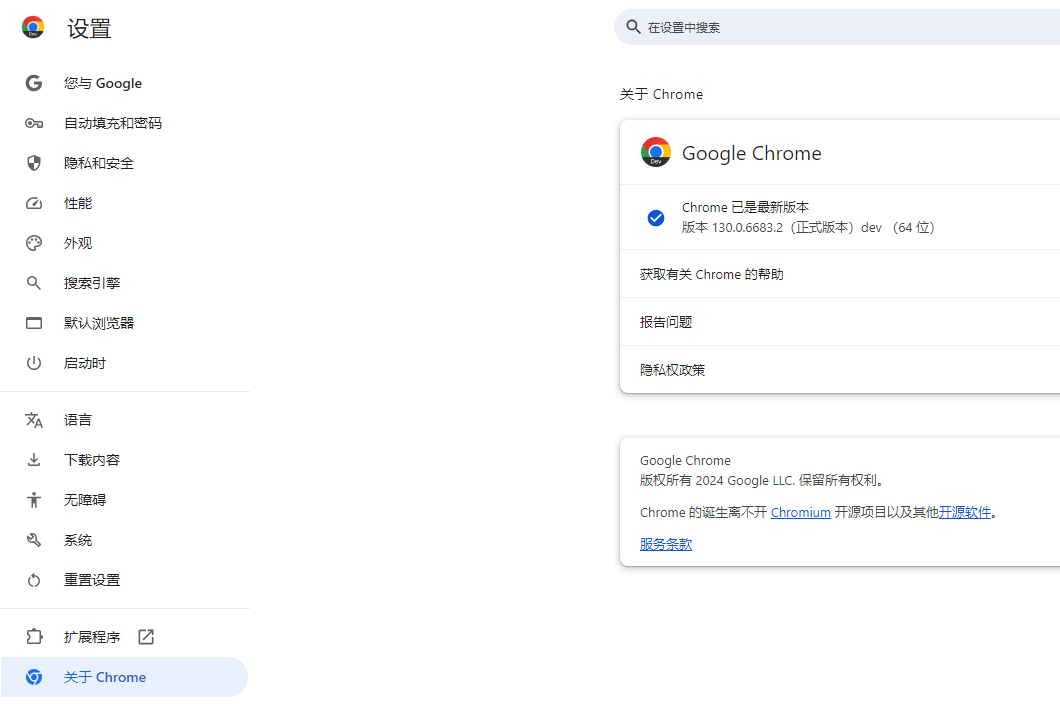 设置
在设置中搜索
您与 Google
自动填充和密码
隐私和安全
性能
外观
搜索引擎
默认浏览器
启动时
语言
下载内容
无障碍
系统
重置设置
扩展程序
关于 Chrome
关于 Chrome
Dev
Google Chrome
Chrome 已是最新版本
版本 130.0.6683.2（正式版本）dev （64 位）
获取有关 Chrome 的帮助
报告问题
隐私权政策
Google Chrome
版权所有 2024 Google LLC. 保留所有权利。
Chrome 的诞生离不开 Chromium 开源项目以及其他开源软件。
服务条款